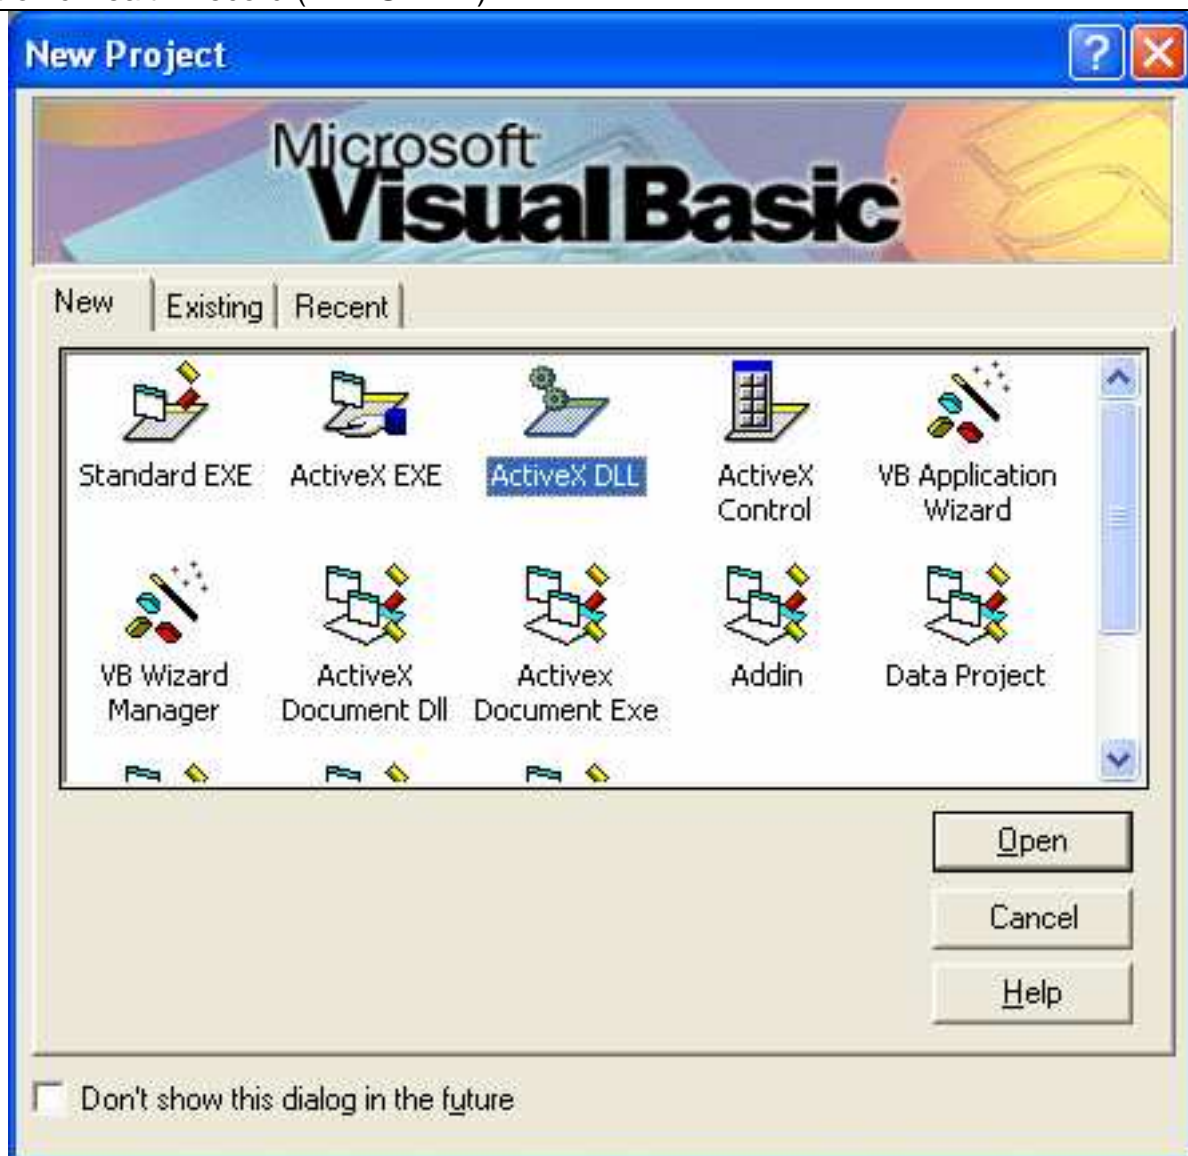 New Project
Microsoft
Visual Basic
New Existing Recent
Standard EXE ActiveX EXE ActiveX DLL ActiveX Control VB Application Wizard
VB Wizard Manager ActiveX Document Dll Activex Document Exe Addin Data Project
Open
Cancel
Help
Don't show this dialog in the future